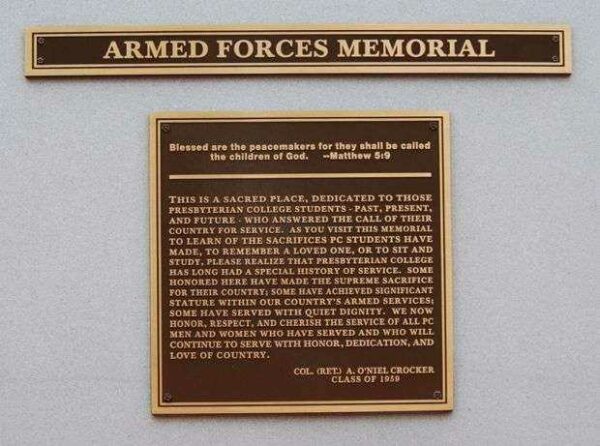 ARMED FORCES MEMORIAL
Blessed are the peacemakers for they shall be called
the children of God. --Matthew 5:9
THIS IS A SACRED PLACE, DEDICATED TO THOSE
PRESBYTERIAN COLLEGE STUDENTS - PAST, PRESENT,
AND FUTURE - WHO ANSWERED THE CALL OF THEIR
COUNTRY FOR SERVICE. AS YOU VISIT THIS MEMORIAL
TO LEARN OF THE SACRIFICES PC STUDENTS HAVE
MADE, TO REMEMBER A LOVED ONE, OR TO SIT AND
STUDY, PLEASE REALIZE THAT PRESBYTERIAN COLLEGE
HAS LONG HAD A SPECIAL HISTORY OF SERVICE. SOME
HONORED HERE HAVE MADE THE SUPREME SACRIFICE
FOR THEIR COUNTRY; SOME HAVE ACHIEVED SIGNIFICANT
STATURE WITHIN OUR COUNTRY'S ARMED SERVICES;
SOME HAVE SERVED WITH QUIET DIGNITY. WE NOW
HONOR, RESPECT, AND CHERISH THE SERVICE OF ALL PC
MEN AND WOMEN WHO HAVE SERVED AND WHO WILL
CONTINUE TO SERVE WITH HONOR, DEDICATION, AND
LOVE OF COUNTRY.
COL. (RET.) A. O'NIEL CROCKER
CLASS OF 1959